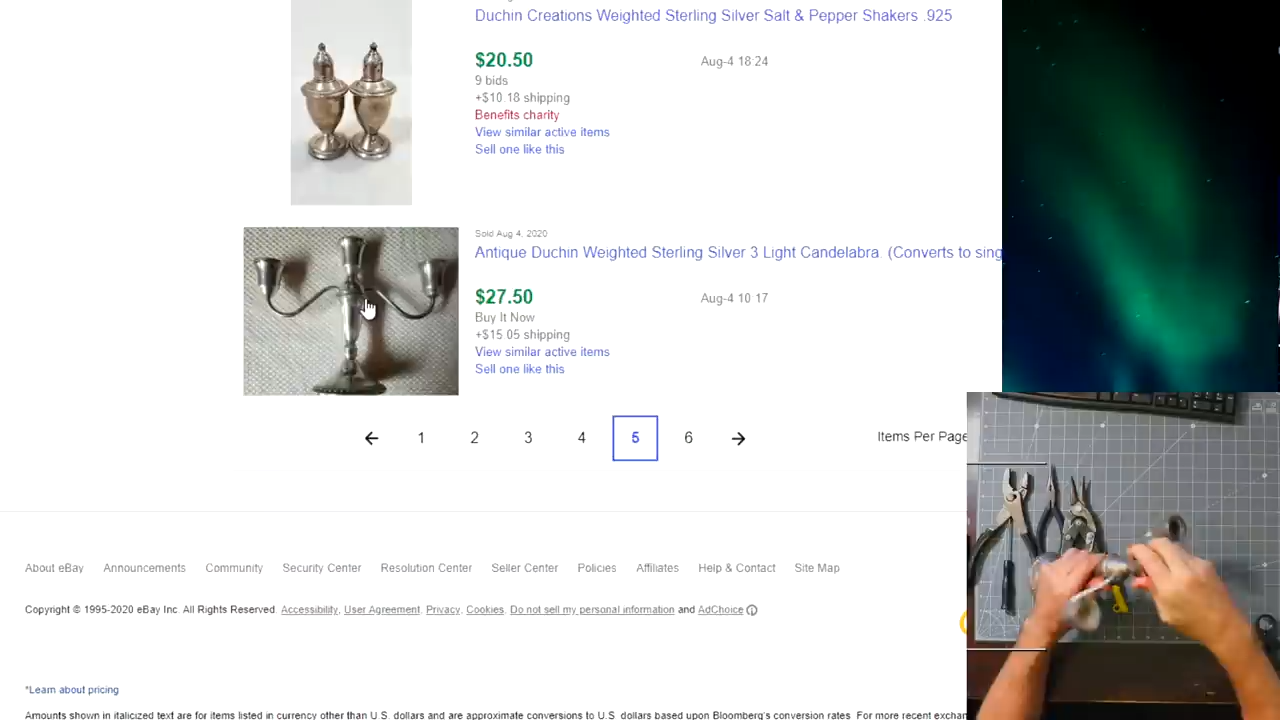 Duchin Creations Weighted Sterling Silver Salt & Pepper Shakers .925
$20.50
Aug-4 18:24
9 bids
+$10.18 shipping
Benefits charity
View similar active items
Sell one like this
Sold Aug 4, 2020
Antique Duchin Weighted Sterling Silver 3 Light Candelabra. (Converts to sing
$27.50
Aug-4 10:17
Buy It Now
+$15.05 shipping
View similar active items
Sell one like this
1 2 3 4 5 6
Items Per Page
About eBay Announcements Community Security Center Resolution Center Seller Center Policies Affiliates Help & Contact Site Map
Copyright © 1995-2020 eBay Inc. All Rights Reserved. Accessibility, User Agreement, Privacy, Cookies, Do not sell my personal information and AdChoice
*Learn about pricing
Amounts shown in italicized text are for items listed in currency other than U.S. dollars and are approximate conversions to U.S. dollars based upon Bloomberg's conversion rates. For more recent exchan